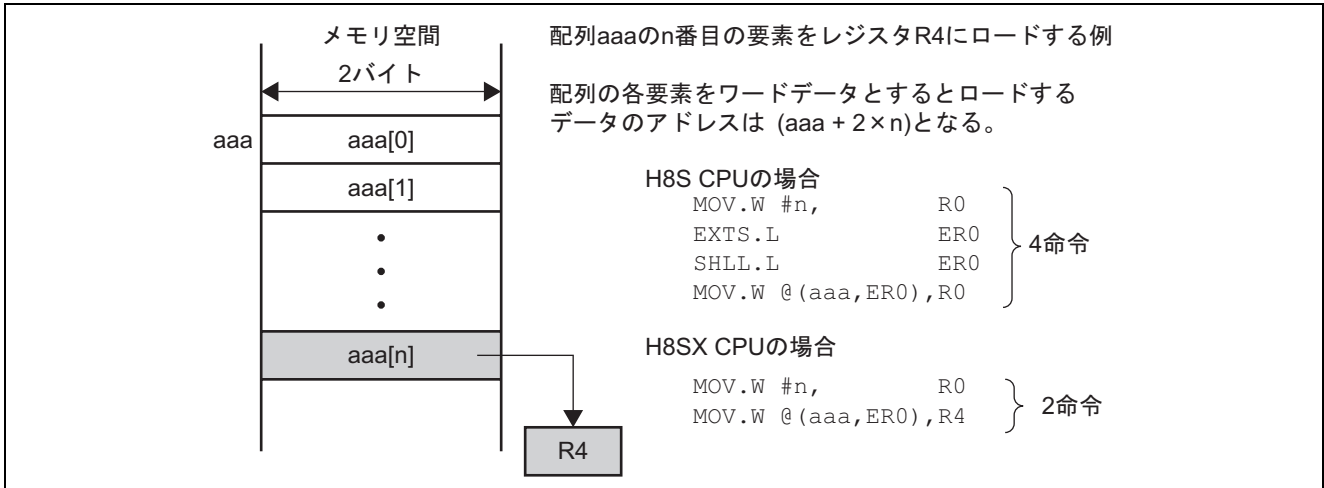 メモリ空間
2バイト
aaa
aaa[0]
aaa[1]
aaa[n]
R4
配列aaaのn番目の要素をレジスタR4にロードする例
配列の各要素をワードデータとするとロードする
データのアドレスは (aaa + 2×n)となる。
H8S CPUの場合
MOV.W #n, R0
EXTS.L ER0
SHLL.L ER0
MOV.W @(aaa,ER0),R0
4命令
H8SX CPUの場合
MOV.W #n, R0
MOV.W @(aaa,ER0),R4
2命令